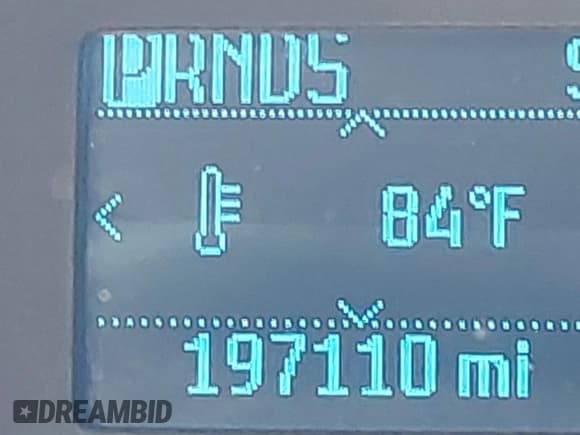 PRNDS
84°F
197110 mi
DREAMBID